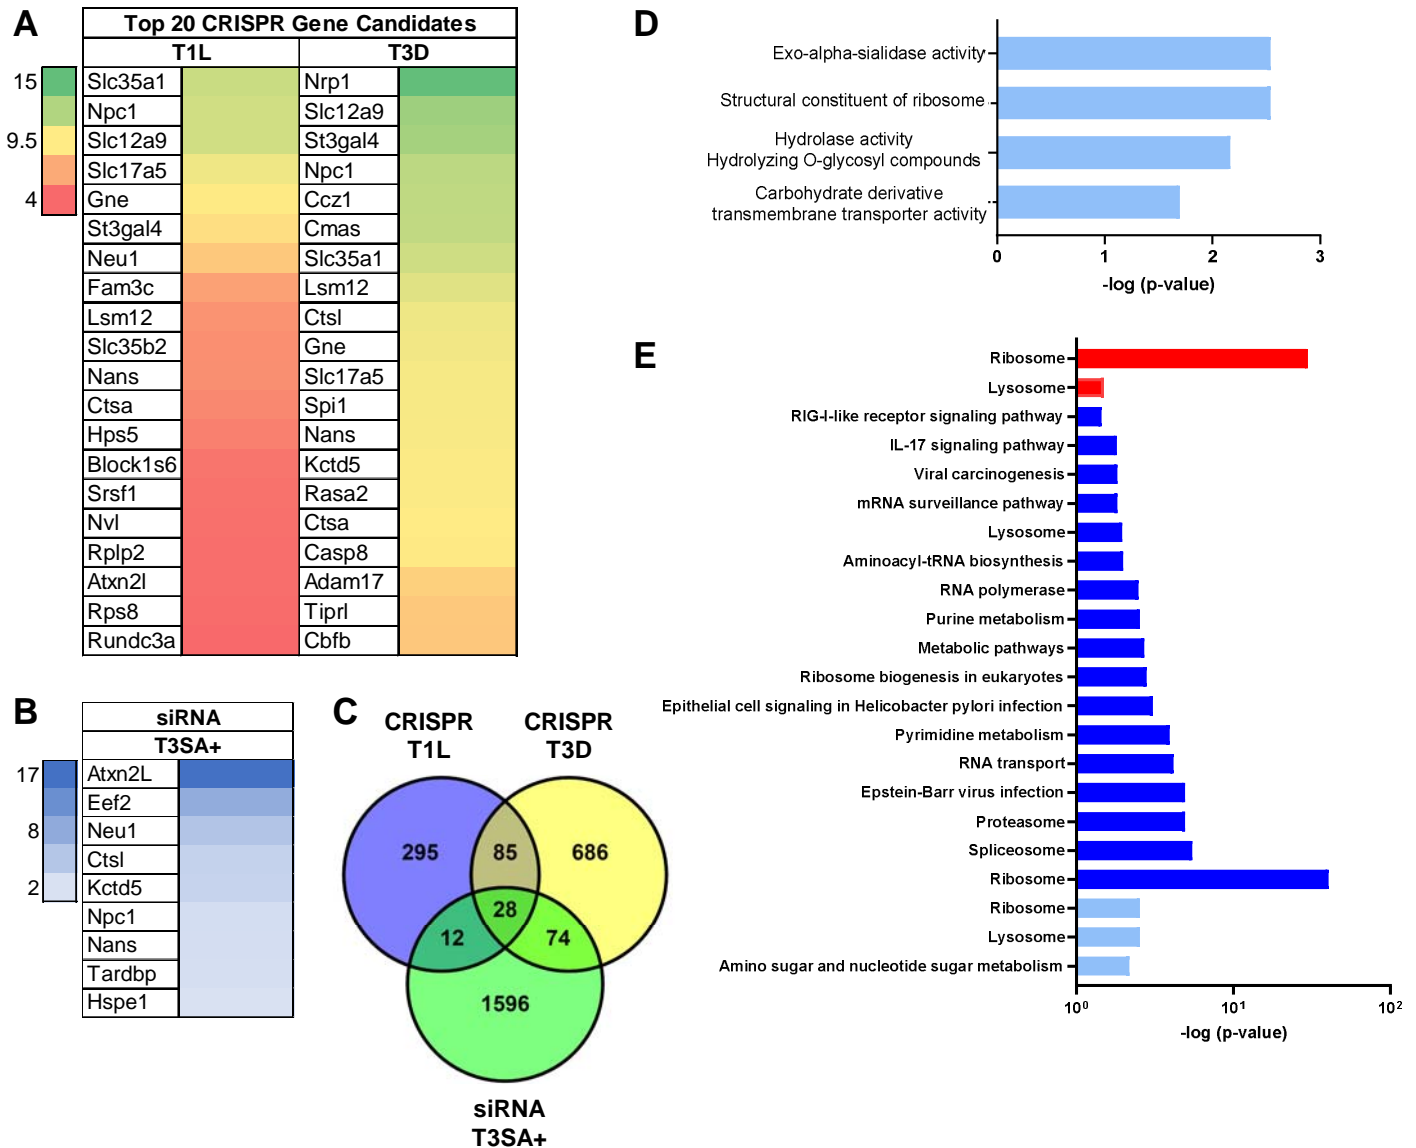 A
Top 20 CRISPR Gene Candidates
T1L T3D
15
9.5
4
Slc35a1 Nrp1
Npc1 Slc12a9
Slc12a9 St3gal4
Slc17a5 Npc1
Gne Ccz1
St3gal4 Cmas
Neu1 Slc35a1
Fam3c Lsm12
Lsm12 Ctsl
Slc35b2 Gne
Nans Slc17a5
Ctsa Spi1
Hps5 Nans
Block1s6 Kctd5
Srsf1 Rasa2
Nvl Ctsa
Rplp2 Casp8
Atxn2l Adam17
Rps8 Tiprl
Rundc3a Cbfb
B
siRNA
T3SA+
17
8
2
Atxn2L
Eef2
Neu1
Ctsl
Kctd5
Npc1
Nans
Tardbp
Hspe1
C
CRISPR
T1L
CRISPR
T3D
295 85 686
28
12 74
1596
siRNA
T3SA+
D
Exo-alpha-sialidase activity
Structural constituent of ribosome
Hydrolase activity
Hydrolyzing O-glycosyl compounds
Carbohydrate derivative
transmembrane transporter activity
0 1 2 3
-log (p-value)
E
Ribosome
Lysosome
RIG-I-like receptor signaling pathway
IL-17 signaling pathway
Viral carcinogenesis
mRNA surveillance pathway
Lysosome
Aminoacyl-tRNA biosynthesis
RNA polymerase
Purine metabolism
Metabolic pathways
Ribosome biogenesis in eukaryotes
Epithelial cell signaling in Helicobacter pylori infection
Pyrimidine metabolism
RNA transport
Epstein-Barr virus infection
Proteasome
Spliceosome
Ribosome
Ribosome
Lysosome
Amino sugar and nucleotide sugar metabolism
10⁰ 10¹ 10²
-log (p-value)